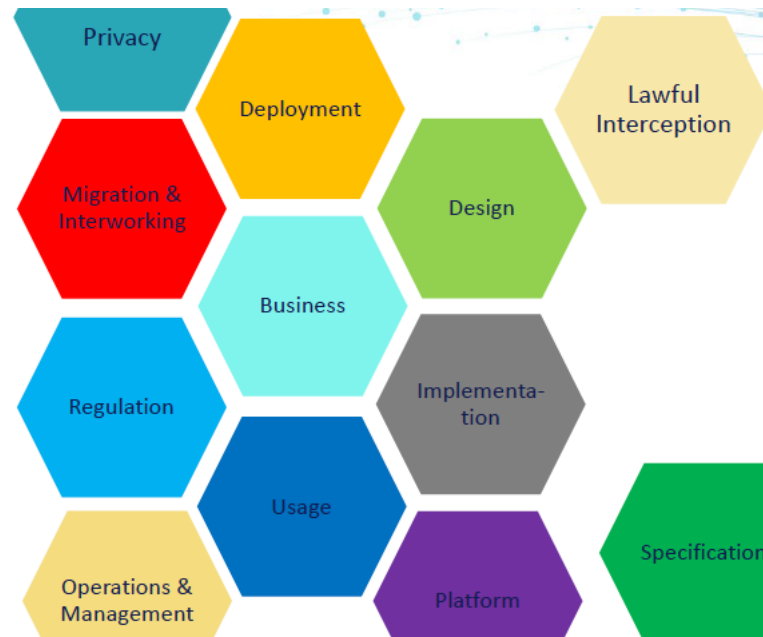 Privacy
Deployment
Lawful
Interception
Migration &
Interworking
Design
Business
Regulation
Implementa-
tion
Usage
Specification
Operations &
Management
Platform